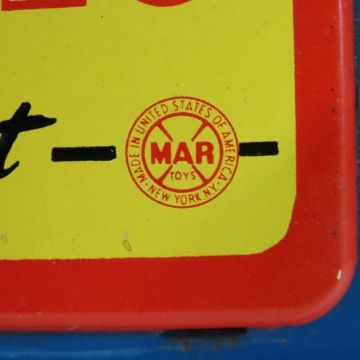 t
MADE IN UNITED STATES OF AMERICA
MAR
TOYS
· NEW YORK N.Y. ·